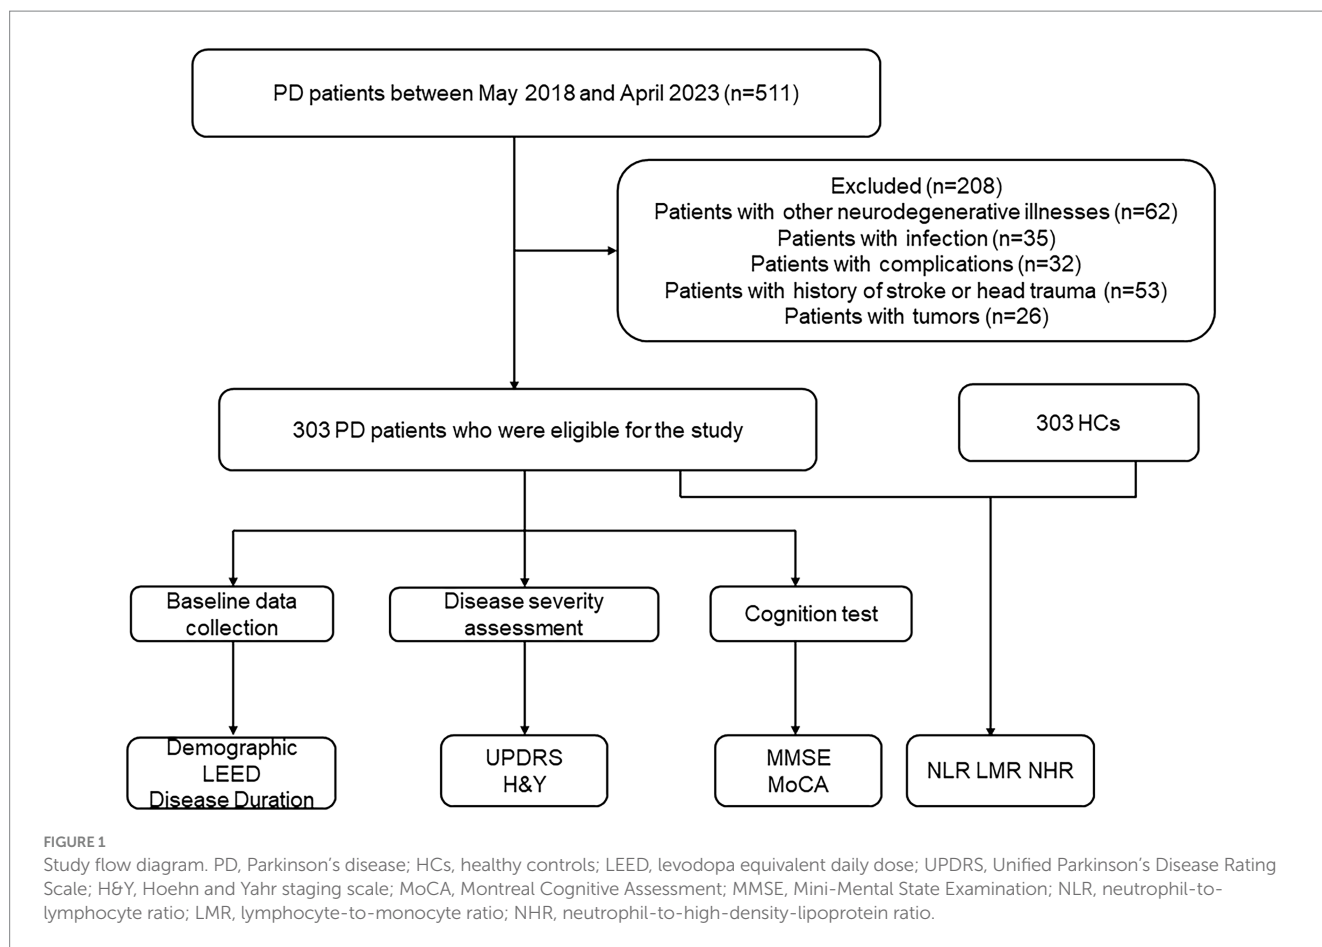 PD patients between May 2018 and April 2023 (n=511)
Excluded (n=208)
Patients with other neurodegenerative illnesses (n=62)
Patients with infection (n=35)
Patients with complications (n=32)
Patients with history of stroke or head trauma (n=53)
Patients with tumors (n=26)
303 PD patients who were eligible for the study
303 HCs
Baseline data
collection
Disease severity
assessment
Cognition test
Demographic
LEED
Disease Duration
UPDRS
H&Y
MMSE
MoCA
NLR LMR NHR
FIGURE 1
Study flow diagram. PD, Parkinson's disease; HCs, healthy controls; LEED, levodopa equivalent daily dose; UPDRS, Unified Parkinson's Disease Rating
Scale; H&Y, Hoehn and Yahr staging scale; MoCA, Montreal Cognitive Assessment; MMSE, Mini-Mental State Examination; NLR, neutrophil-to-
lymphocyte ratio; LMR, lymphocyte-to-monocyte ratio; NHR, neutrophil-to-high-density-lipoprotein ratio.